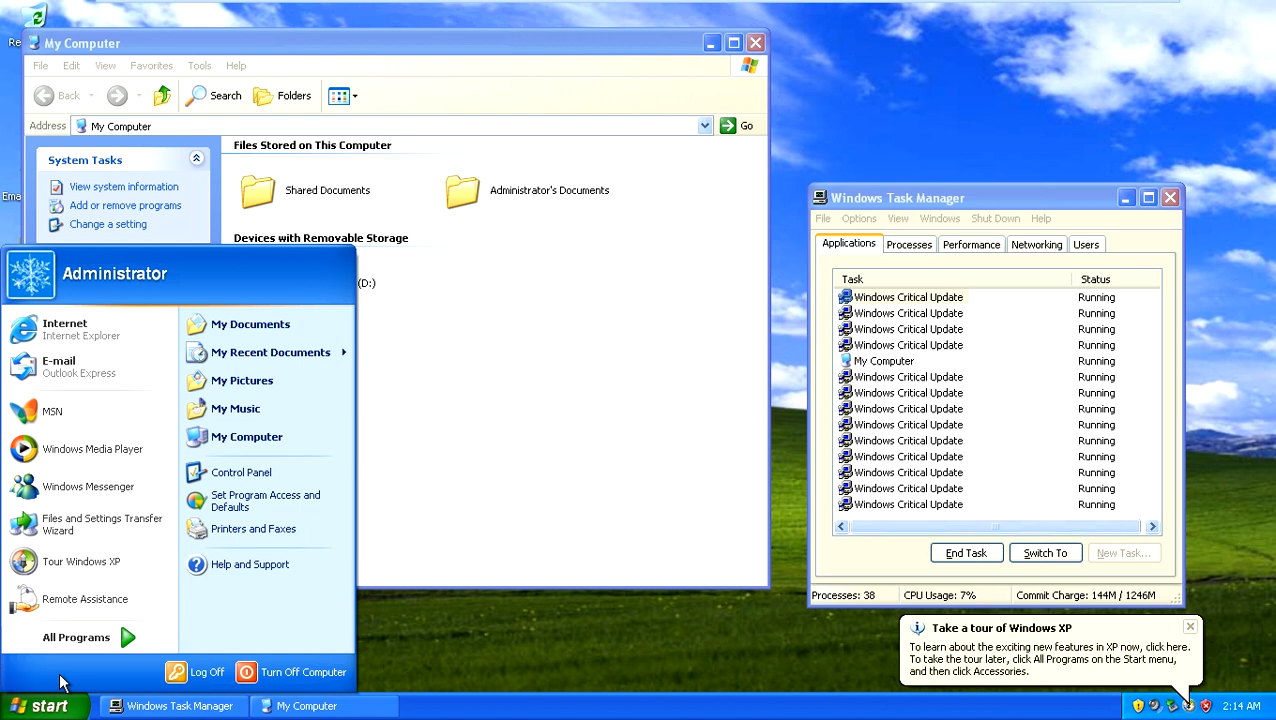 Re
My Computer
File Edit View Favorites Tools Help
Back Search Folders
Address My Computer Go
System Tasks
View system information
Add or remove programs
Change a setting
Files Stored on This Computer
Shared Documents Administrator's Documents
Devices with Removable Storage
(D:)
Ema
Administrator
Internet
Internet Explorer
E-mail
Outlook Express
MSN
Windows Media Player
Windows Messenger
Files and Settings Transfer
Wizard
Tour Windows XP
Remote Assistance
All Programs
My Documents
My Recent Documents
My Pictures
My Music
My Computer
Control Panel
Set Program Access and
Defaults
Printers and Faxes
Help and Support
Log Off Turn Off Computer
Windows Task Manager
File Options View Windows Shut Down Help
Applications Processes Performance Networking Users
Task Status
Windows Critical Update Running
Windows Critical Update Running
Windows Critical Update Running
Windows Critical Update Running
My Computer Running
Windows Critical Update Running
Windows Critical Update Running
Windows Critical Update Running
Windows Critical Update Running
Windows Critical Update Running
Windows Critical Update Running
Windows Critical Update Running
Windows Critical Update Running
Windows Critical Update Running
End Task Switch To New Task...
Processes: 38 CPU Usage: 7% Commit Charge: 144M / 1246M
Take a tour of Windows XP
To learn about the exciting new features in XP now, click here.
To take the tour later, click All Programs on the Start menu,
and then click Accessories.
start Windows Task Manager My Computer 2:14 AM